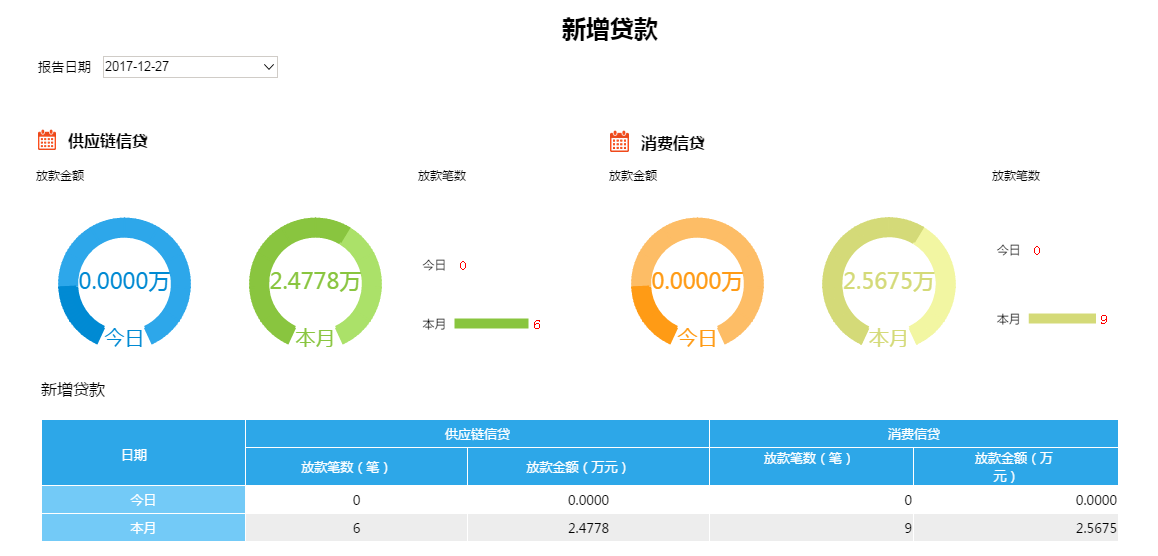 新增贷款
报告日期 2017-12-27
供应链信贷
放款金额 放款笔数
0.0000万
今日
2.4778万
本月
今日 0
本月 6
消费信贷
放款金额 放款笔数
0.0000万
今日
2.5675万
本月
今日 0
本月 9
新增贷款
日期 供应链信贷 消费信贷
放款笔数（笔） 放款金额（万元） 放款笔数（笔） 放款金额（万
元）
今日 0 0.0000 0 0.0000
本月 6 2.4778 9 2.5675